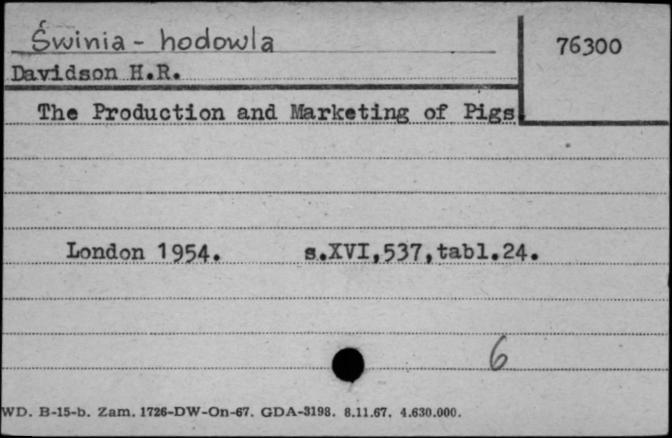 Świnia - hodowla
76300
Davidson H.R.
The Production and Marketing of Pigs
London 1954. s.XVI,537,tabl.24.
6
WD. B-15-b. Zam. 1726-DW-On-67. GDA-3198. 8.11.67. 4.630.000.